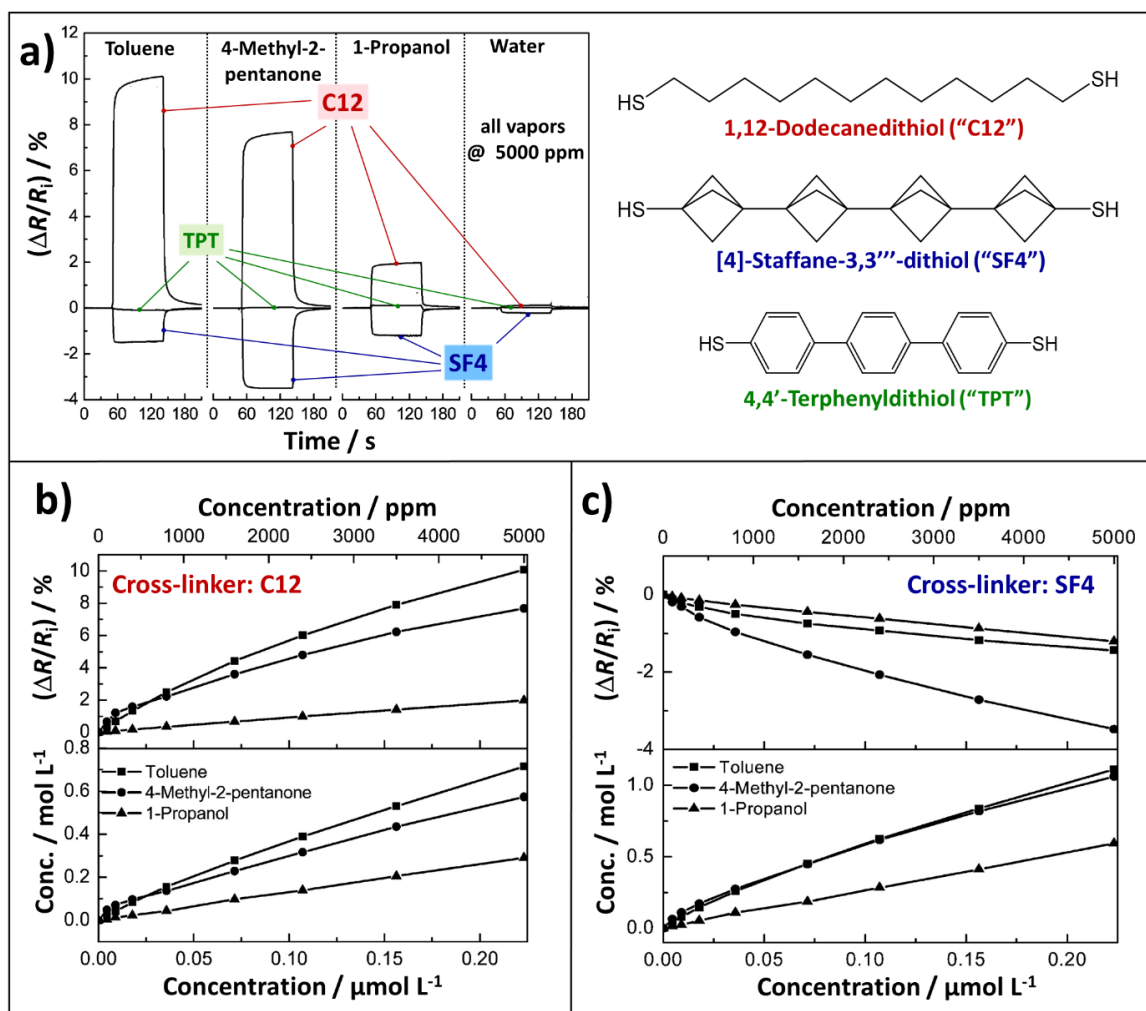 a)
Toluene
4-Methyl-2-
pentanone
1-Propanol
Water
C12
all vapors
@ 5000 ppm
TPT
SF4
(ΔR/Ri) / %
12
10
8
6
4
2
0
-2
-4
60 120 180 60 120 180 60 120 180 60 120 180
Time / s
HS
SH
1,12-Dodecanedithiol (“C12”)
HS
SH
[4]-Staffane-3,3’’’-dithiol (“SF4”)
HS
SH
4,4’-Terphenyldithiol (“TPT”)
b)
Concentration / ppm
0 1000 2000 3000 4000 5000
Cross-linker: C12
(ΔR/Ri) / %
10
8
6
4
2
0
Conc. / mol L-1
0.8
0.6
0.4
0.2
0.0
Toluene
4-Methyl-2-pentanone
1-Propanol
0.00 0.05 0.10 0.15 0.20
Concentration / μmol L-1
c)
Concentration / ppm
0 1000 2000 3000 4000 5000
Cross-linker: SF4
(ΔR/Ri) / %
0
-2
-4
Conc. / mol L-1
1.0
0.5
0.0
Toluene
4-Methyl-2-pentanone
1-Propanol
0.00 0.05 0.10 0.15 0.20
Concentration / μmol L-1